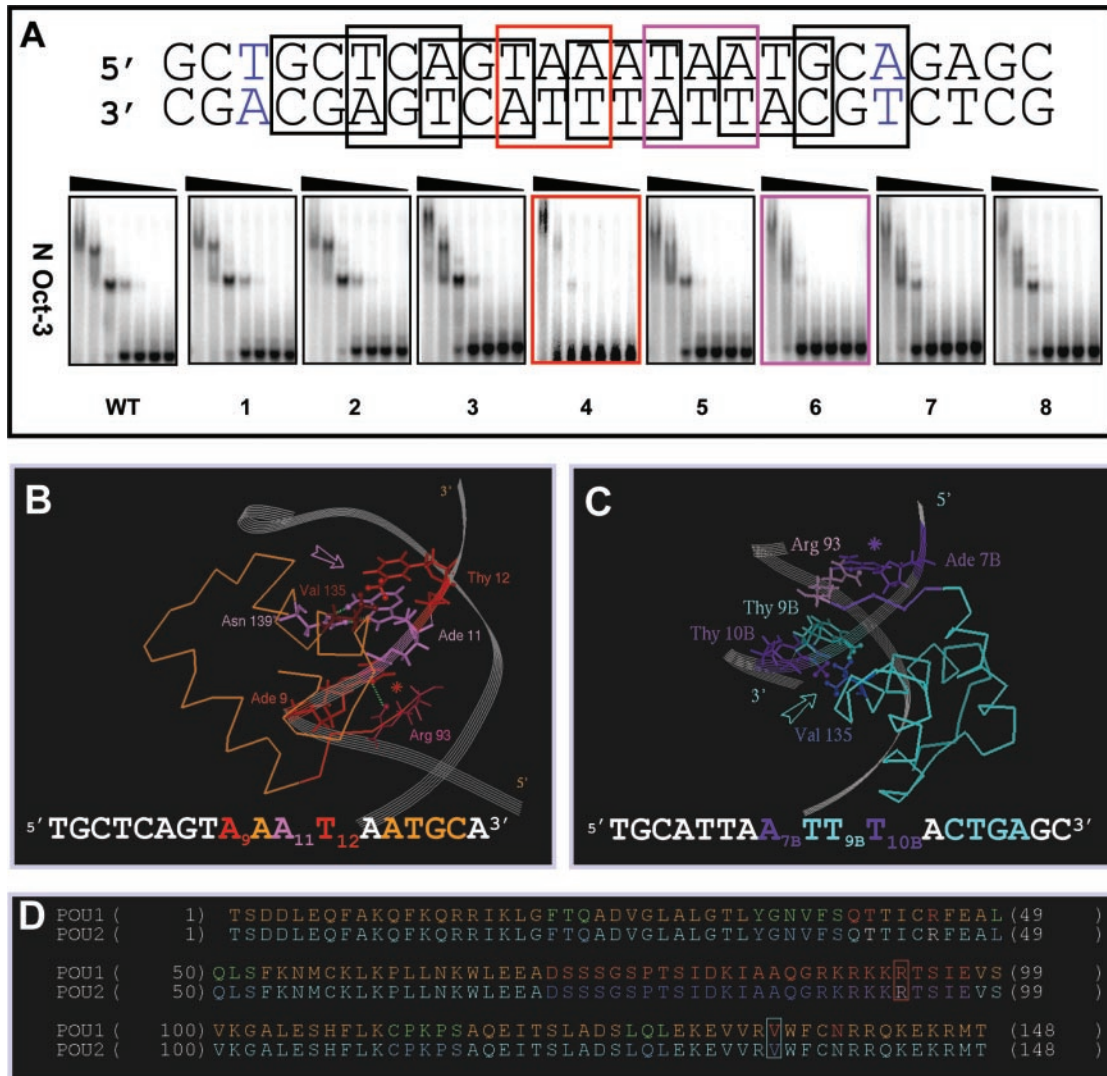 A
5' GCTGCTCAGTAAATAATGCAGAGC
3' CGACGAGTCATTTATTACGTCTCG
N Oct-3
WT 1 2 3 4 5 6 7 8
B
3'
Thy 12
Val 135
Asn 139
Ade 11
Ade 9
*
Arg 93
5'
5' TGCTCAGTA9AA11T12AATGCA3'
C
5'
Arg 93
*
Ade 7B
Thy 9B
Thy 10B
3'
Val 135
5' TGCATTAA7BTT9BT10BACTGAGC3'
D
POU1 ( 1) TSDDLEQFAKQFKQRRIKLGFTQADVGLALGTLYGNVFSQTTICRFEAL (49 )
POU2 ( 1) TSDDLEQFAKQFKQRRIKLGFTQADVGLALGTLYGNVFSQTTICRFEAL (49 )
POU1 ( 50) QLSFKNMCKLKPLLNKWLEEADSSSGSPTSIDKIAAQGRKRKKRTSIEVS (99 )
POU2 ( 50) QLSFKNMCKLKPLLNKWLEEADSSSGSPTSIDKIAAQGRKRKKRTSIEVS (99 )
POU1 ( 100) VKGALESHFLKCPKPSAQEITSLADSLQLEKEVVRVWFCNRRQKEKRMT (148 )
POU2 ( 100) VKGALESHFLKCPKPSAQEITSLADSLQLEKEVVRVWFCNRRQKEKRMT (148 )